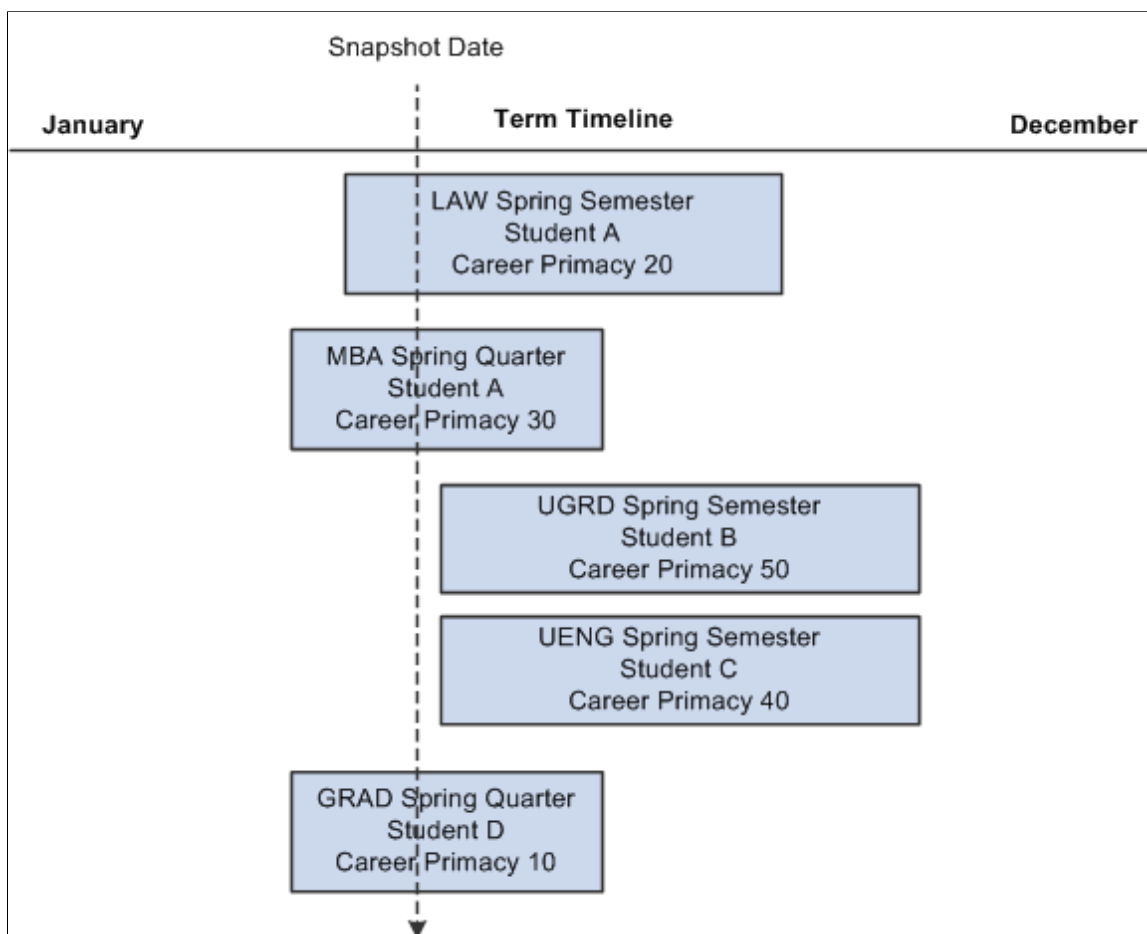 Snapshot Date
January
Term Timeline
December
LAW Spring Semester
Student A
Career Primacy 20
MBA Spring Quarter
Student A
Career Primacy 30
UGRD Spring Semester
Student B
Career Primacy 50
UENG Spring Semester
Student C
Career Primacy 40
GRAD Spring Quarter
Student D
Career Primacy 10